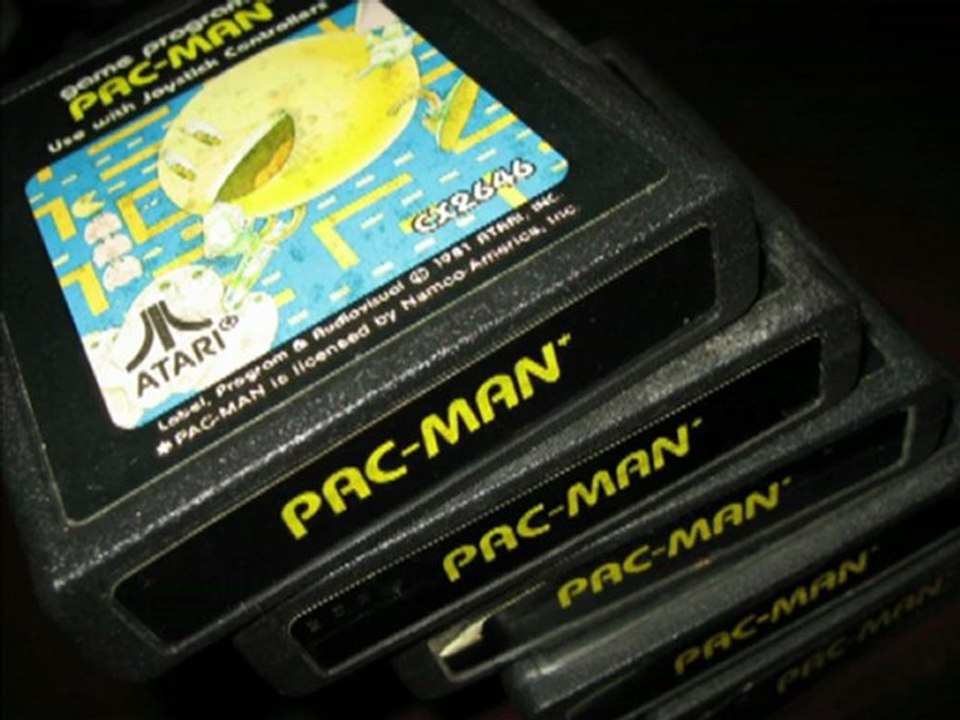 game program
PAC-MAN*
Use with Joystick Controllers
CX2646
ATARI®
Label, Program & Audiovisual © 1981 ATARI, INC.
*PAC-MAN is licensed by Namco-America, Inc.
PAC-MAN*
PAC-MAN*
PAC-MAN*
PAC-MAN*
PAC-MAN*